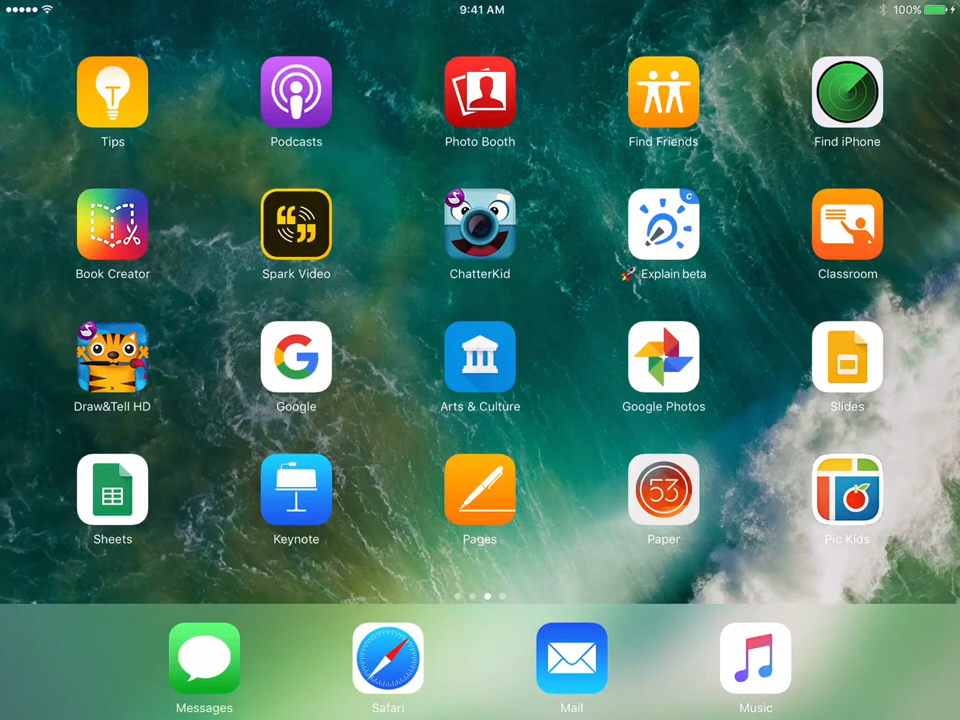 9:41 AM
100%
Tips
Podcasts
Photo Booth
Find Friends
Find iPhone
Book Creator
Spark Video
ChatterKid
🚀 Explain beta
Classroom
Draw&Tell HD
Google
Arts & Culture
Google Photos
Slides
Sheets
Keynote
Pages
53
Paper
Pic Kids
Messages
Safari
Mail
Music